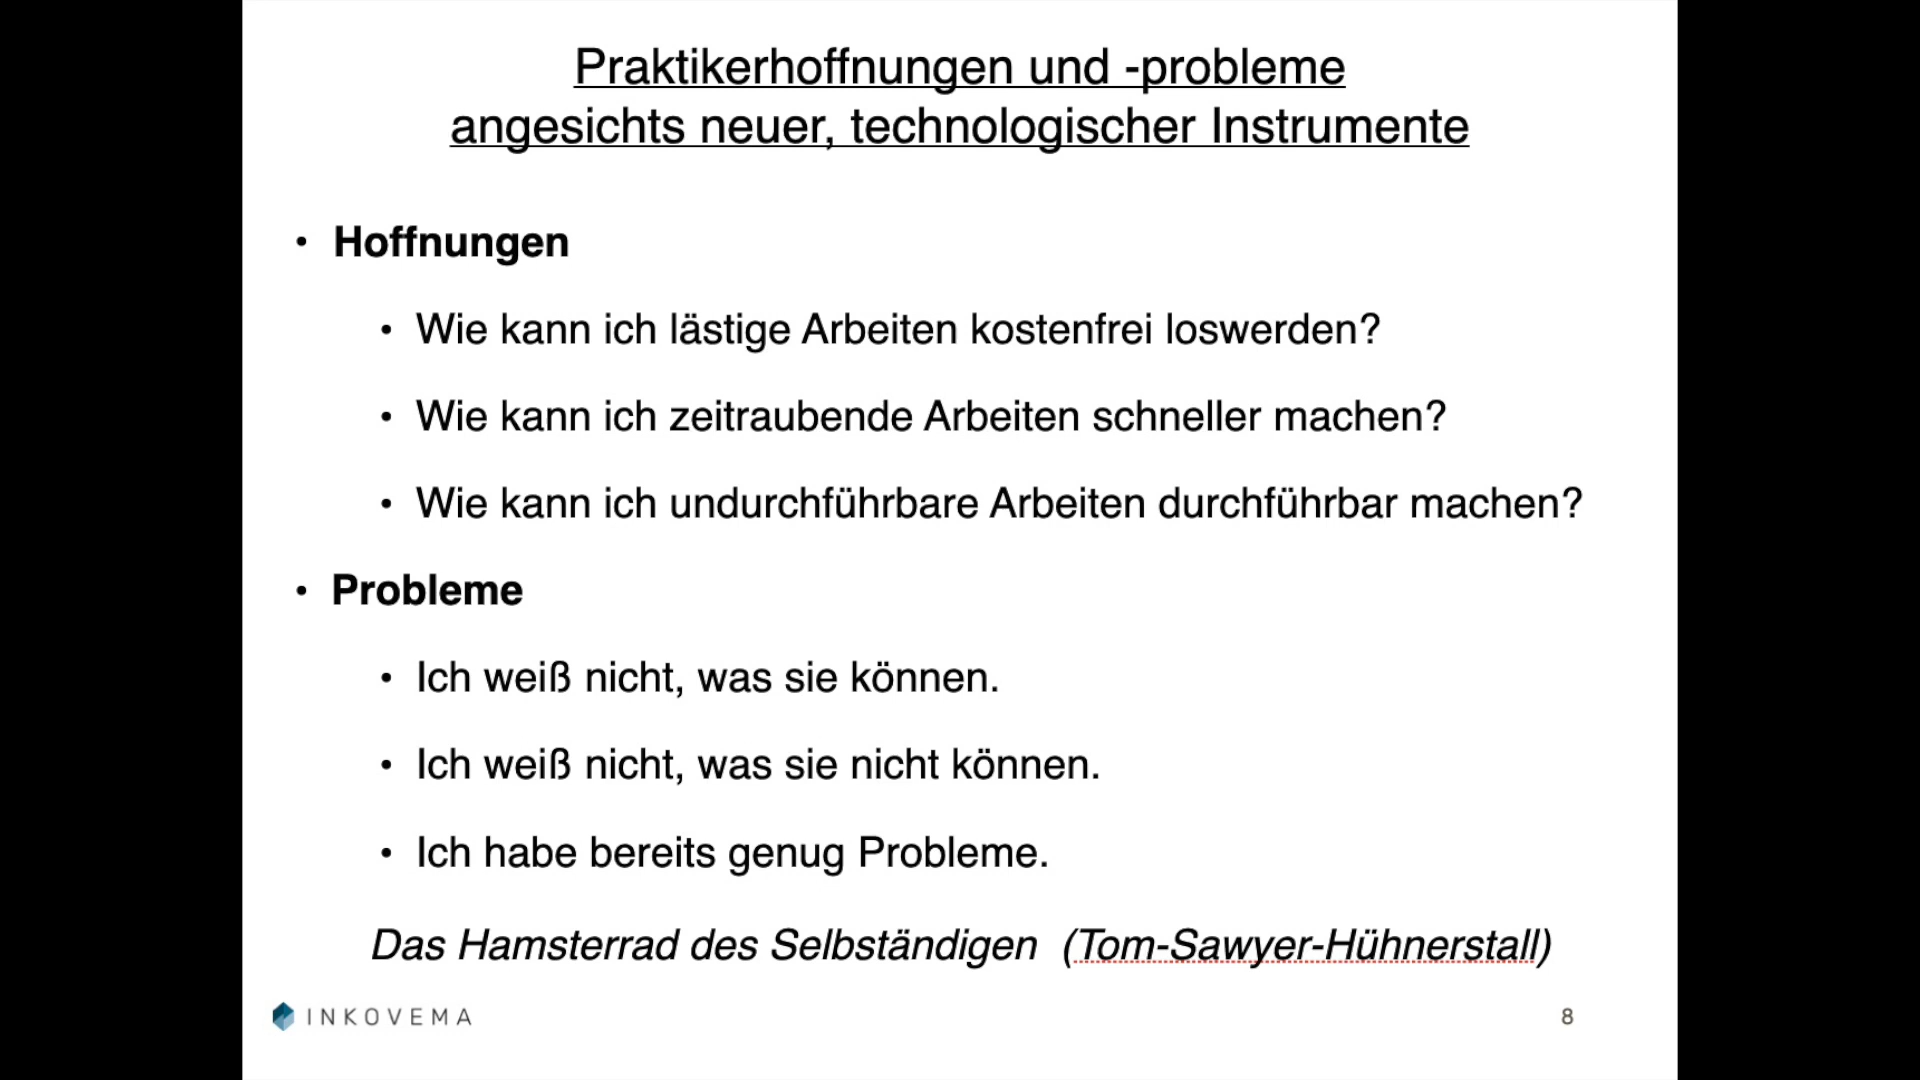 Praktikerhoffnungen und -probleme
angesichts neuer, technologischer Instrumente
• Hoffnungen
• Wie kann ich lästige Arbeiten kostenfrei loswerden?
• Wie kann ich zeitraubende Arbeiten schneller machen?
• Wie kann ich undurchführbare Arbeiten durchführbar machen?
• Probleme
• Ich weiß nicht, was sie können.
• Ich weiß nicht, was sie nicht können.
• Ich habe bereits genug Probleme.
Das Hamsterrad des Selbständigen (Tom-Sawyer-Hühnerstall)
INKOVEMA
8